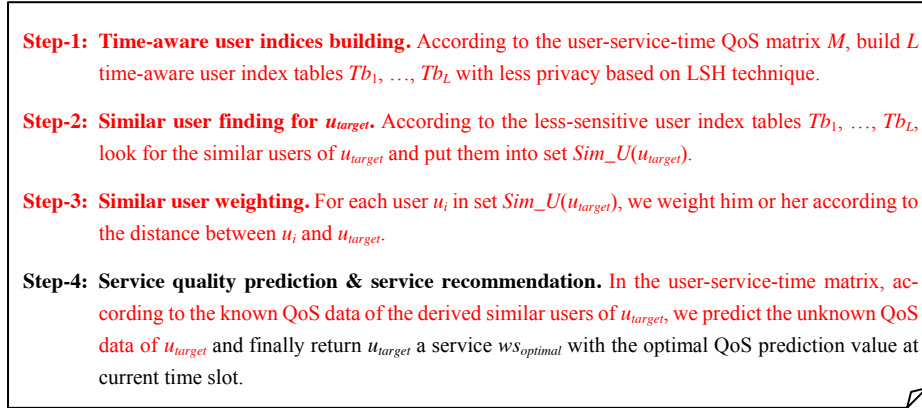 Step-1: Time-aware user indices building. According to the user-service-time QoS matrix M, build L
time-aware user index tables Tb1, …, TbL with less privacy based on LSH technique.
Step-2: Similar user finding for utarget. According to the less-sensitive user index tables Tb1, …, TbL,
look for the similar users of utarget and put them into set Sim_U(utarget).
Step-3: Similar user weighting. For each user ui in set Sim_U(utarget), we weight him or her according to
the distance between ui and utarget.
Step-4: Service quality prediction & service recommendation. In the user-service-time matrix, ac-
cording to the known QoS data of the derived similar users of utarget, we predict the unknown QoS
data of utarget and finally return utarget a service wsoptimal with the optimal QoS prediction value at
current time slot.